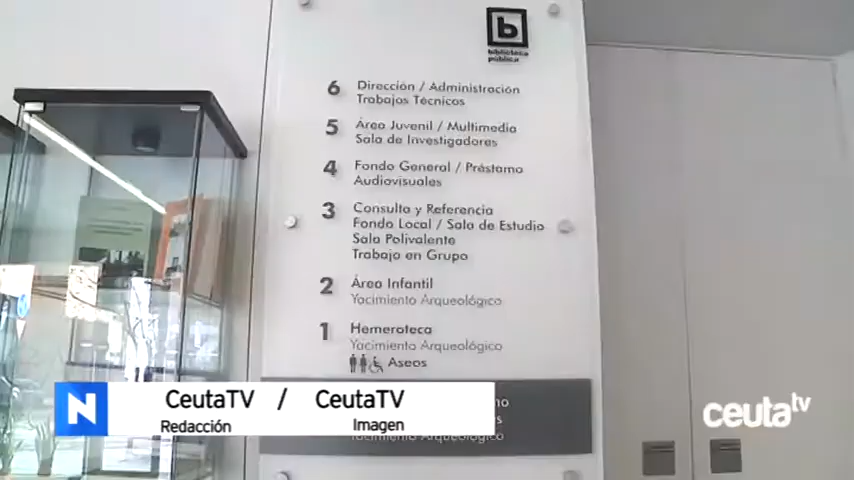 b
biblioteca
pública
6 Dirección / Administración
Trabajos Técnicos
5 Área Juvenil / Multimedia
Sala de Investigadores
4 Fondo General / Préstamo
Audiovisuales
3 Consulta y Referencia
Fondo Local / Sala de Estudio
Sala Polivalente
Trabajo en Grupo
2 Área Infantil
Yacimiento Arqueológico
1 Hemeroteca
Yacimiento Arqueológico
Aseos
Yacimiento Arqueológico
N CeutaTV / CeutaTV
Redacción Imagen
ceutatv